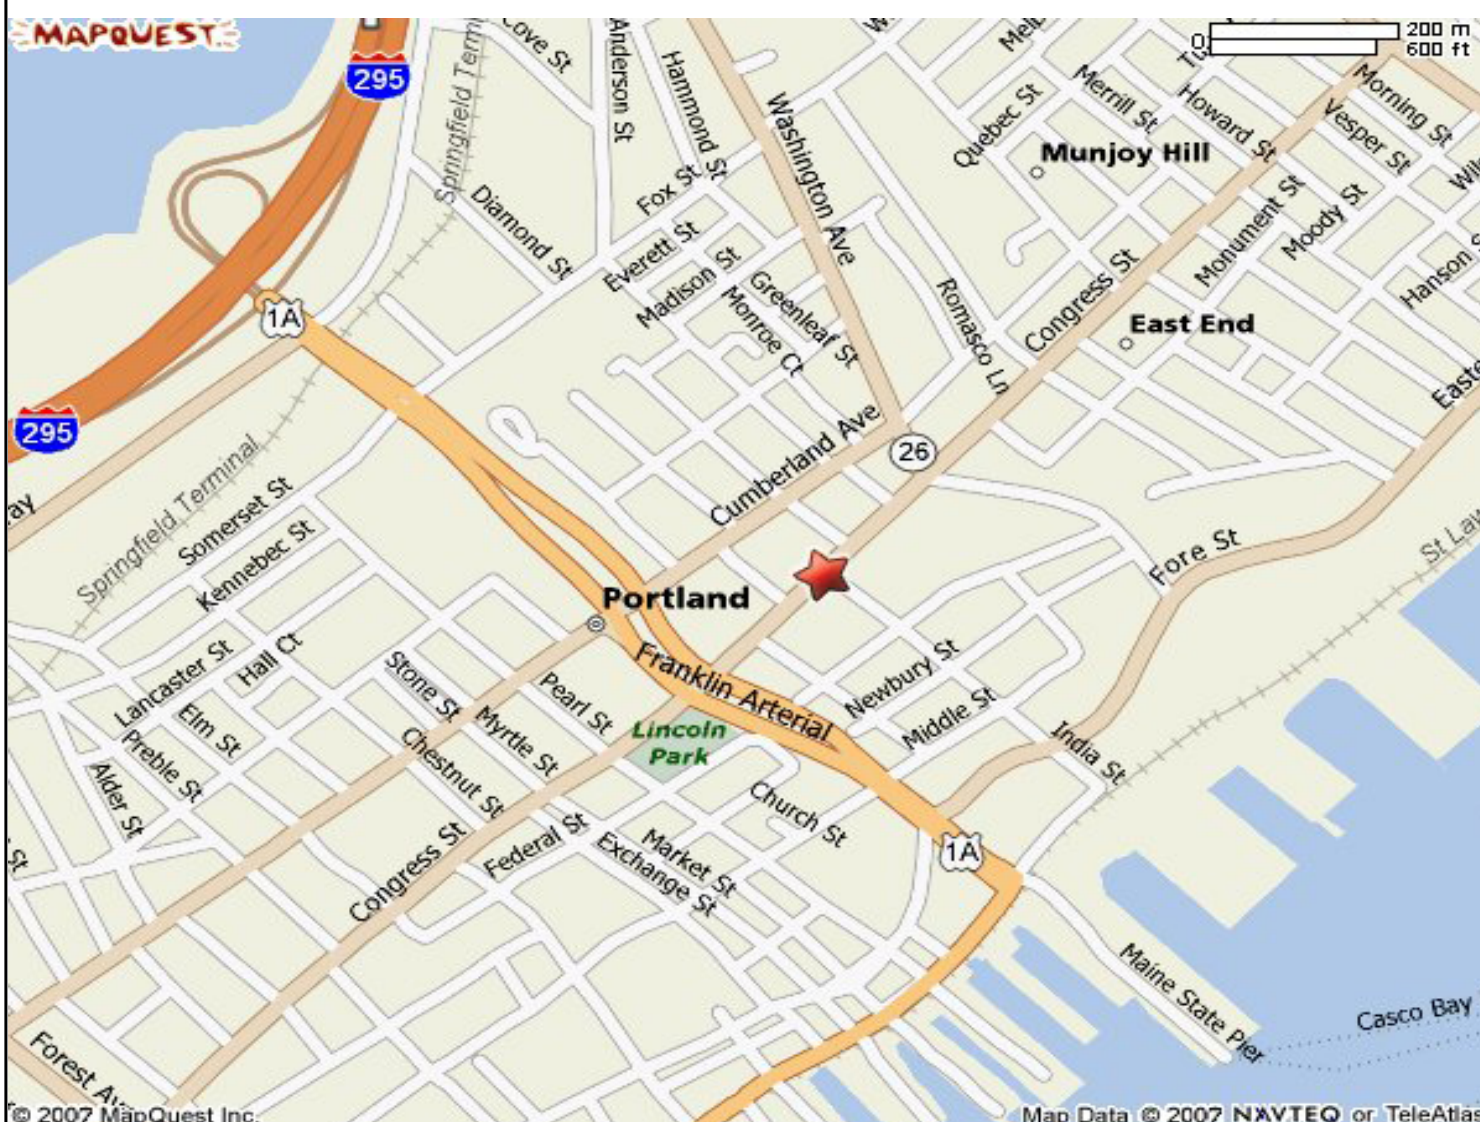 MAPQUEST
295
Cove St
Anderson St
Hammond St
Springfield Termi
0
200 m
600 ft
Washington Ave
Quebec St
Merrill St
Howard St
Morning St
Vesper St
Munjoy Hill
Fox St
Diamond St
Everett St
Madison St
Greenleaf St
Monroe Ct
Romasco Ln
Congress St
Monument St
Moody St
Hanson
East End
1A
295
26
Cumberland Ave
Springfield Terminal
Somerset St
Kennebec St
Fore St
St Law
Portland
Lancaster St
Hall Ct
Elm St
Preble St
Alder St
St
Stone St
Myrtle St
Pearl St
Chestnut St
Franklin Arterial
Lincoln
Park
Newbury St
Middle St
India St
Church St
Congress St
Federal St
Market St
Exchange St
1A
Maine State Pier
Casco Bay
Forest Av
© 2007 MapQuest Inc.
Map Data © 2007 NAVTEQ or TeleAtlas